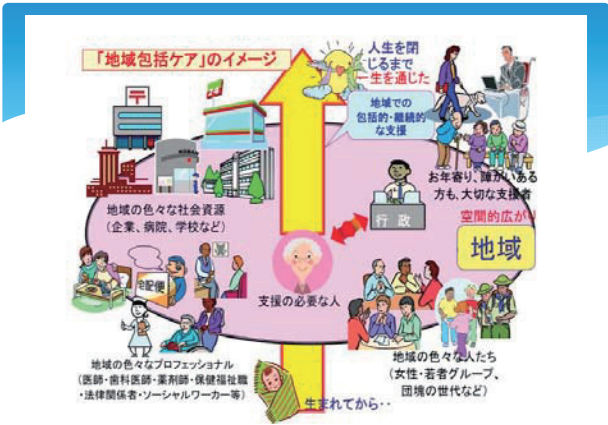 「地域包括ケア」のイメージ
人生を閉
じるまで
一生を通じた
地域での
包括的・継続的
な支援
〒
KOBAN
お年寄り、障がいある
方も、大切な支援者
地域の色々な社会資源
（企業、病院、学校など）
行政
空間的広がり
地域
宅配便
支援の必要な人
地域の色々なプロフェッショナル
（医師・歯科医師・薬剤師・保健福祉職
・法律関係者・ソーシャルワーカー等）
地域の色々な人たち
（女性・若者グループ、
団塊の世代など）
生まれてから・・